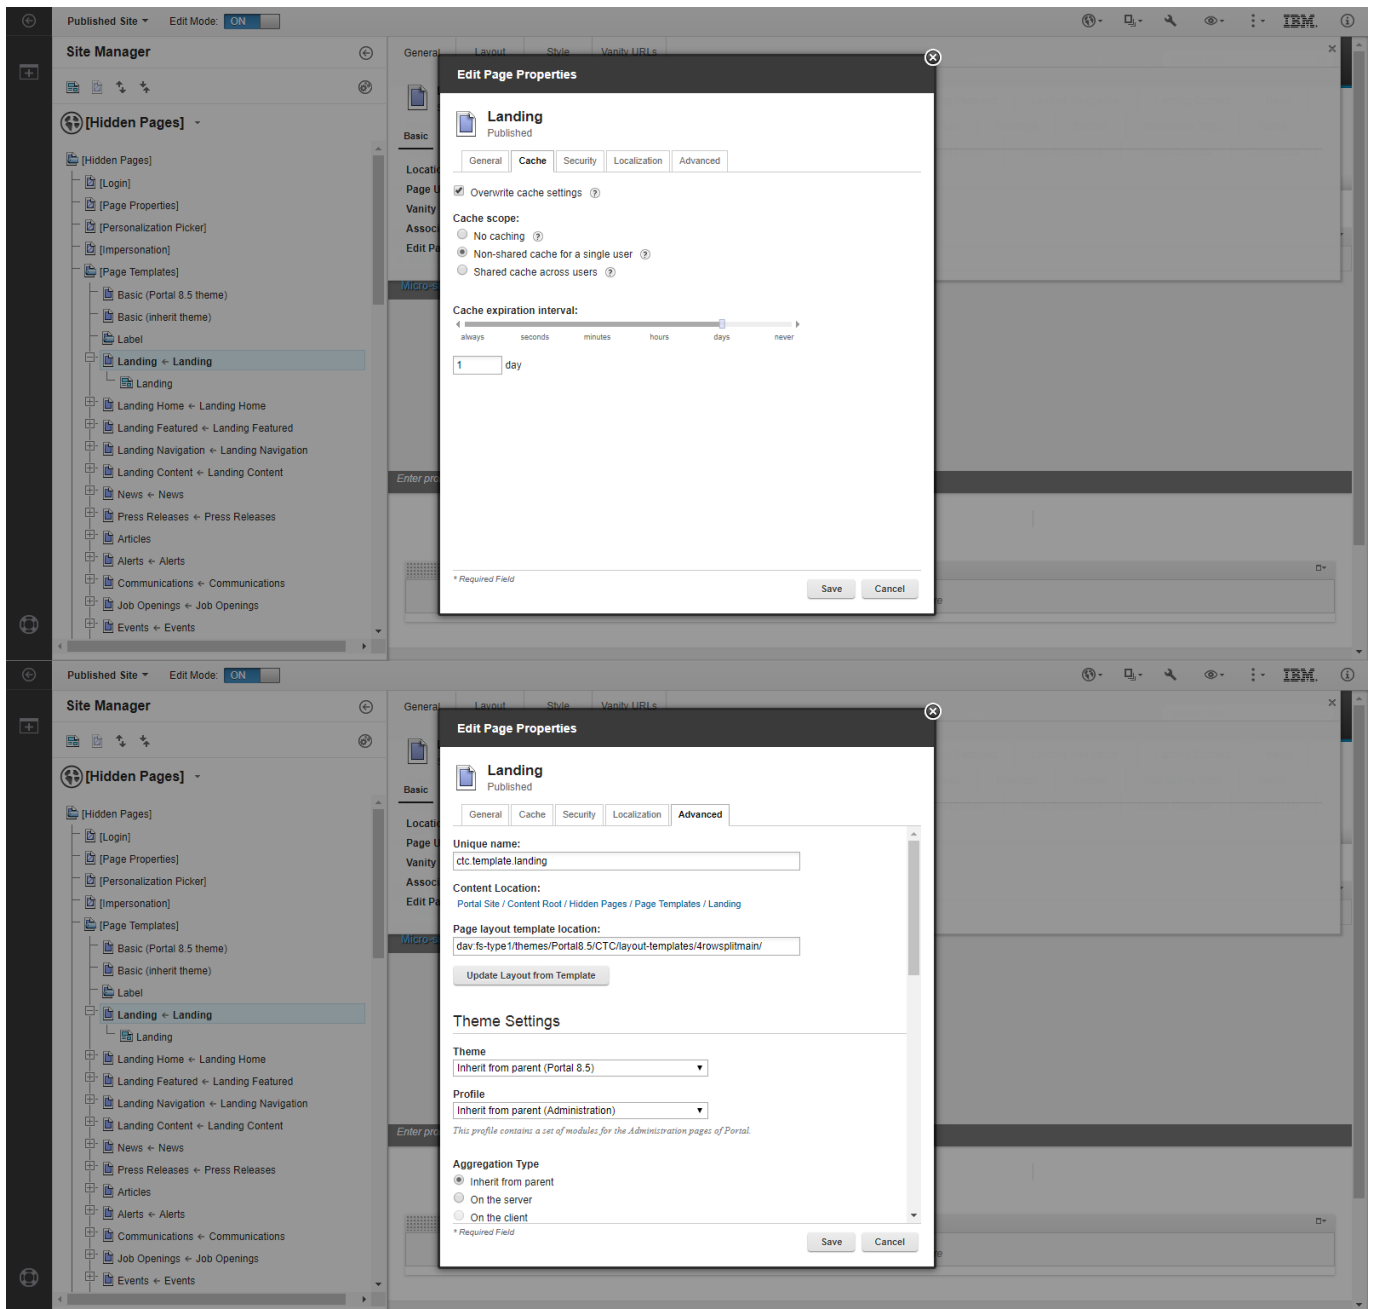 Published Site Edit Mode: ON IBM.
Site Manager
[Hidden Pages]
[Hidden Pages]
[Login]
[Page Properties]
[Personalization Picker]
[Impersonation]
[Page Templates]
Basic (Portal 8.5 theme)
Basic (inherit theme)
Label
Landing ← Landing
Landing
Landing Home ← Landing Home
Landing Featured ← Landing Featured
Landing Navigation ← Landing Navigation
Landing Content ← Landing Content
News ← News
Press Releases ← Press Releases
Articles
Alerts ← Alerts
Communications ← Communications
Job Openings ← Job Openings
Events ← Events
General Layout Style Vanity URLs
Basic
Page U
Vanity
Edit Pa
Micro-s
Enter pro
Edit Page Properties
Landing
Published
General Cache Security Localization Advanced
Overwrite cache settings ?
Cache scope:
No caching ?
Non-shared cache for a single user ?
Shared cache across users ?
Cache expiration interval:
always seconds minutes hours days never
1 day
* Required Field
Save Cancel
Published Site Edit Mode: ON IBM.
Site Manager
[Hidden Pages]
[Hidden Pages]
[Login]
[Page Properties]
[Personalization Picker]
[Impersonation]
[Page Templates]
Basic (Portal 8.5 theme)
Basic (inherit theme)
Label
Landing ← Landing
Landing
Landing Home ← Landing Home
Landing Featured ← Landing Featured
Landing Navigation ← Landing Navigation
Landing Content ← Landing Content
News ← News
Press Releases ← Press Releases
Articles
Alerts ← Alerts
Communications ← Communications
Job Openings ← Job Openings
Events ← Events
General Layout Style Vanity URLs
Basic
Page U
Vanity
Edit Pa
Micro-s
Enter pro
Edit Page Properties
Landing
Published
General Cache Security Localization Advanced
Unique name:
ctc.template.landing
Content Location:
Portal Site / Content Root / Hidden Pages / Page Templates / Landing
Page layout template location:
dav:fs-type1/themes/Portal8.5/CTC/layout-templates/4rowsplitmain/
Update Layout from Template
Theme Settings
Theme
Inherit from parent (Portal 8.5)
Profile
Inherit from parent (Administration)
This profile contains a set of modules for the Administration pages of Portal.
Aggregation Type
Inherit from parent
On the server
On the client
* Required Field
Save Cancel